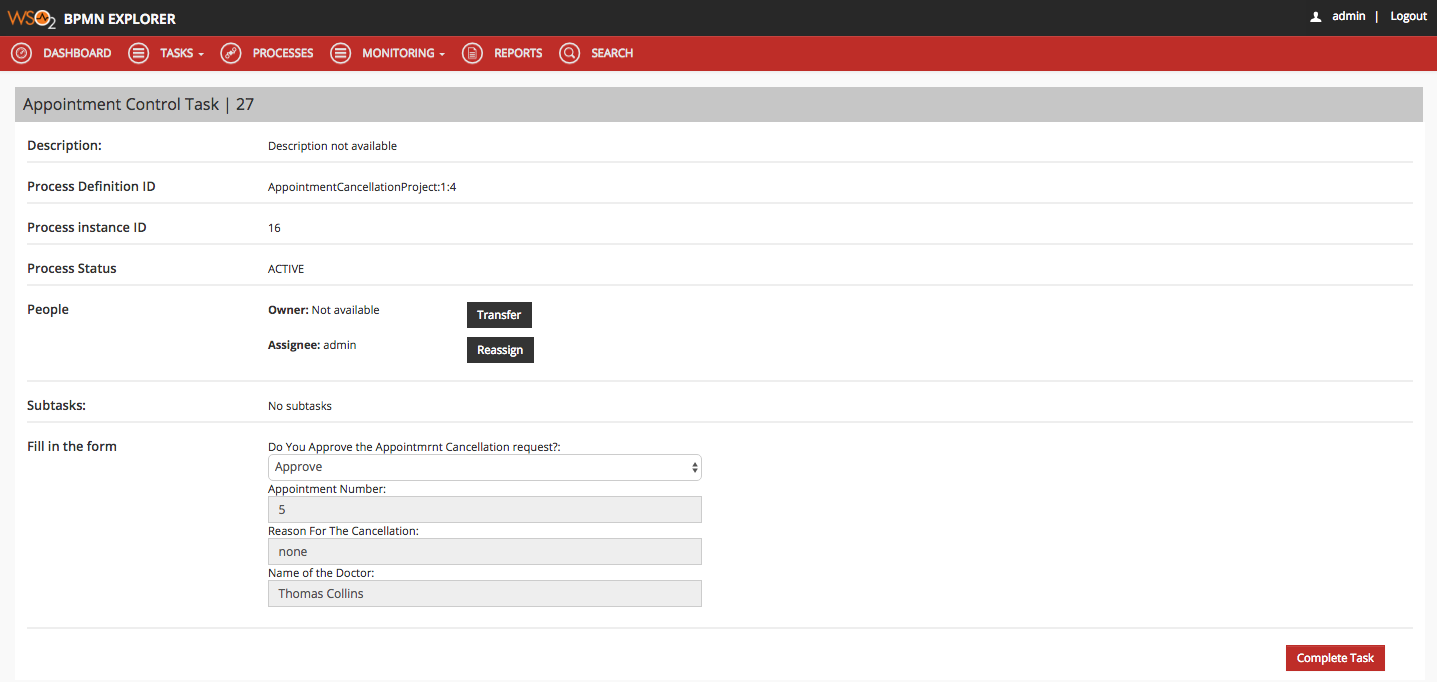 WSO2 BPMN EXPLORER admin | Logout
DASHBOARD TASKS PROCESSES MONITORING REPORTS SEARCH
Appointment Control Task | 27
Description: Description not available
Process Definition ID AppointmentCancellationProject:1:4
Process instance ID 16
Process Status ACTIVE
People Owner: Not available Transfer
Assignee: admin Reassign
Subtasks: No subtasks
Fill in the form Do You Approve the Appointmrnt Cancellation request?:
Approve
Appointment Number:
5
Reason For The Cancellation:
none
Name of the Doctor:
Thomas Collins
Complete Task